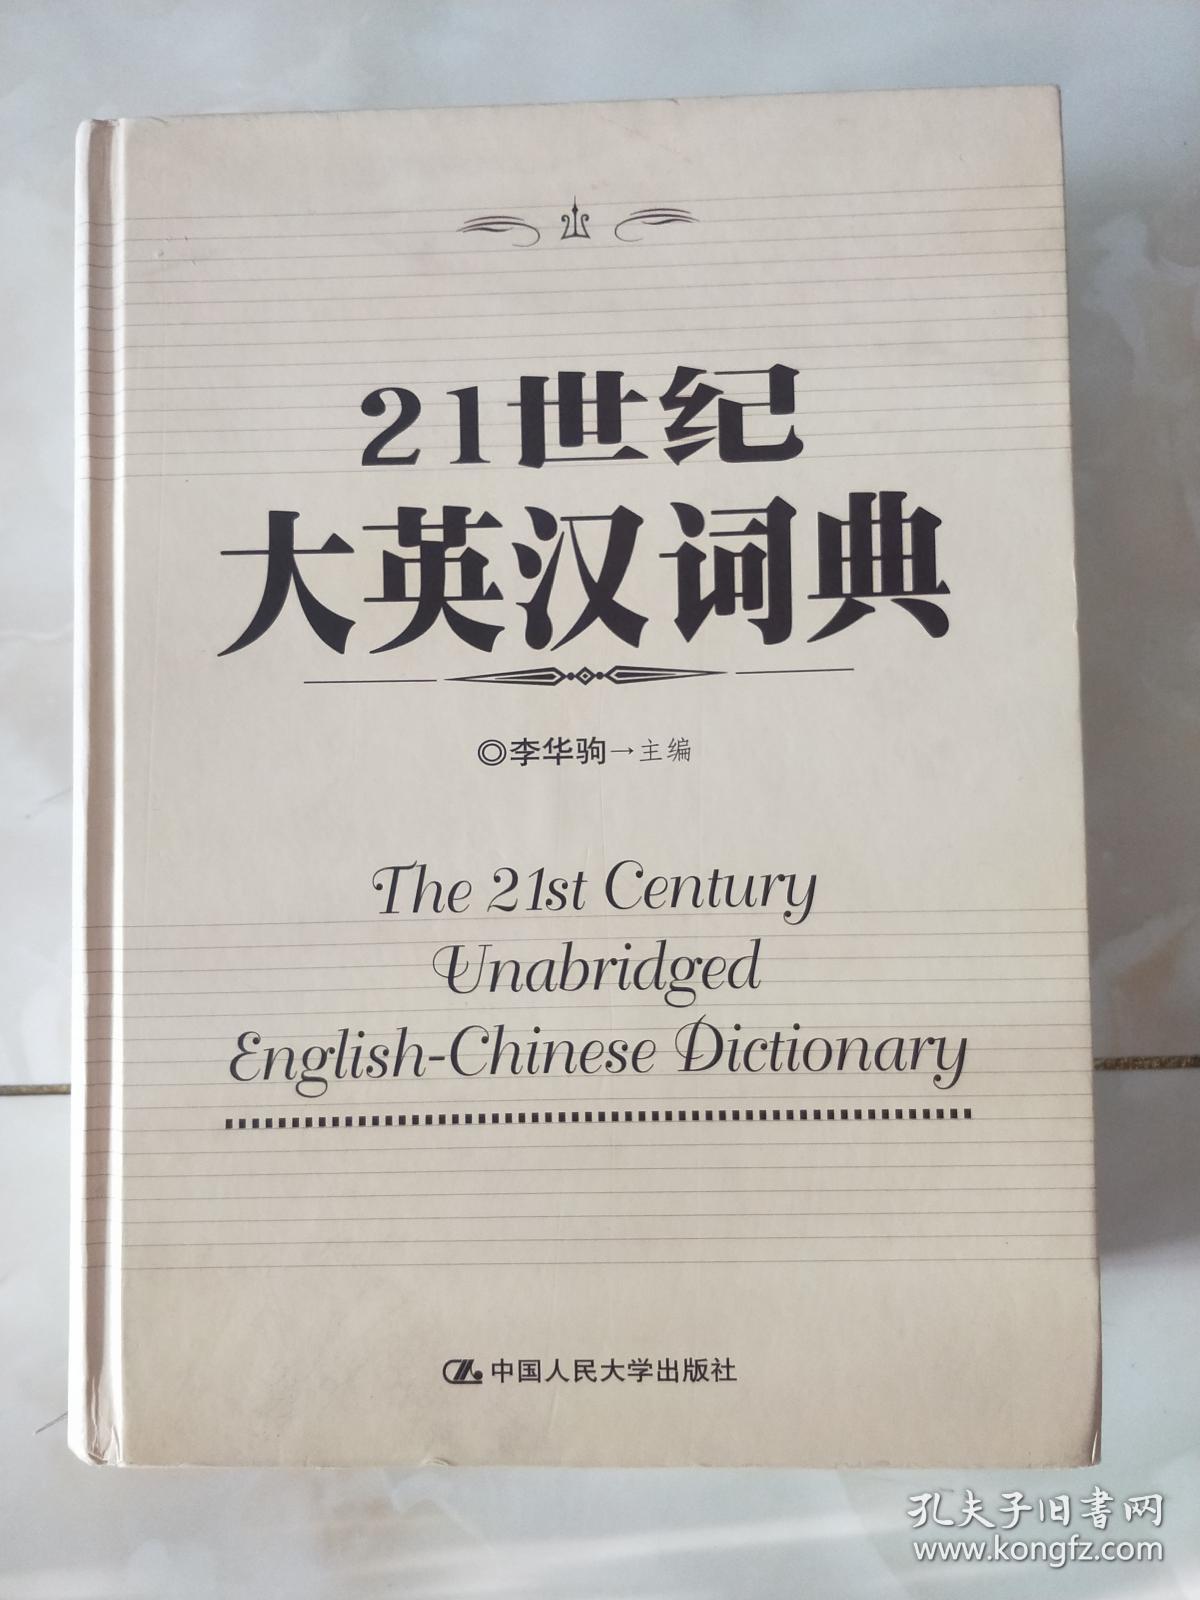 21世纪
大英汉词典
◎李华驹→主编
The 21st Century
Unabridged
English-Chinese Dictionary
中国人民大学出版社
孔夫子旧书网
www.kongfz.com